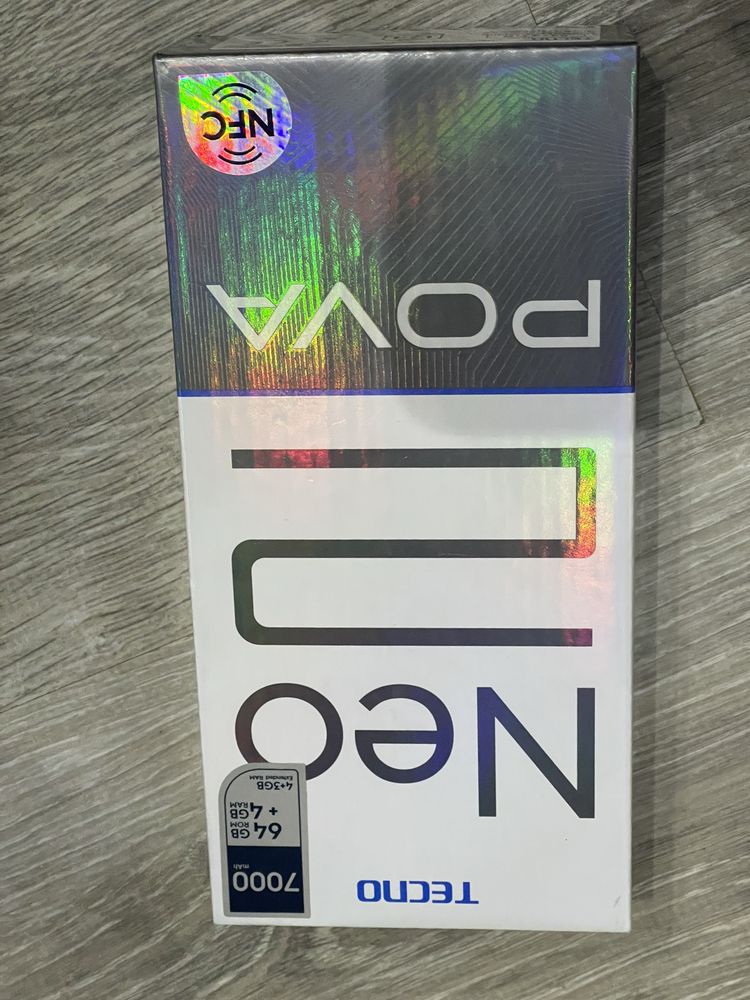 TECNO
7000
mAh
64 GB ROM
+ 4 GB RAM
4+3GB
Extended RAM
Neo
2
POVA
NFC